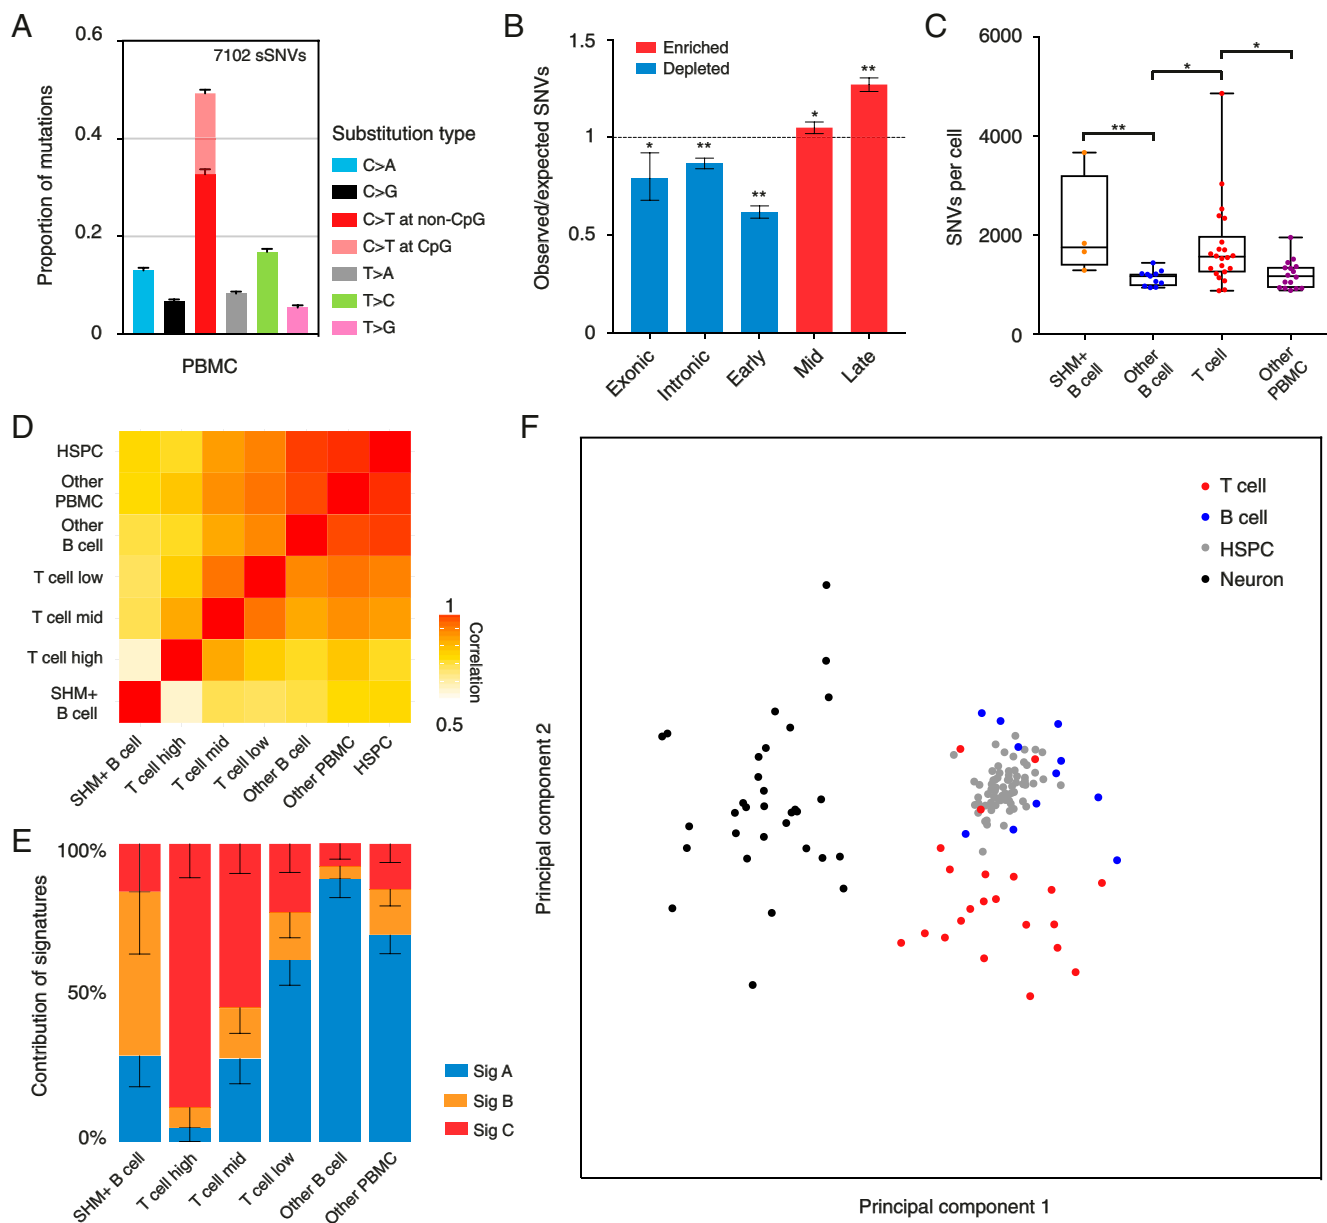 A
0.6
0.4
0.2
0
Proportion of mutations
7102 sSNVs
PBMC
Substitution type
C>A
C>G
C>T at non-CpG
C>T at CpG
T>A
T>C
T>G
B
1.5
1
0.5
0
Observed/expected SNVs
Enriched
Depleted
*
**
**
*
**
Exonic
Intronic
Early
Mid
Late
C
6000
4000
2000
0
SNVs per cell
**
*
*
SHM+
B cell
Other
B cell
T cell
Other
PBMC
D
HSPC
Other
PBMC
Other
B cell
T cell low
T cell mid
T cell high
SHM+
B cell
SHM+ B cell
T cell high
T cell mid
T cell low
Other B cell
Other PBMC
HSPC
1
Correlation
0.5
E
100%
50%
0%
Contribution of signatures
SHM+ B cell
T cell high
T cell mid
T cell low
Other B cell
Other PBMC
Sig A
Sig B
Sig C
F
T cell
B cell
HSPC
Neuron
Principal component 2
Principal component 1